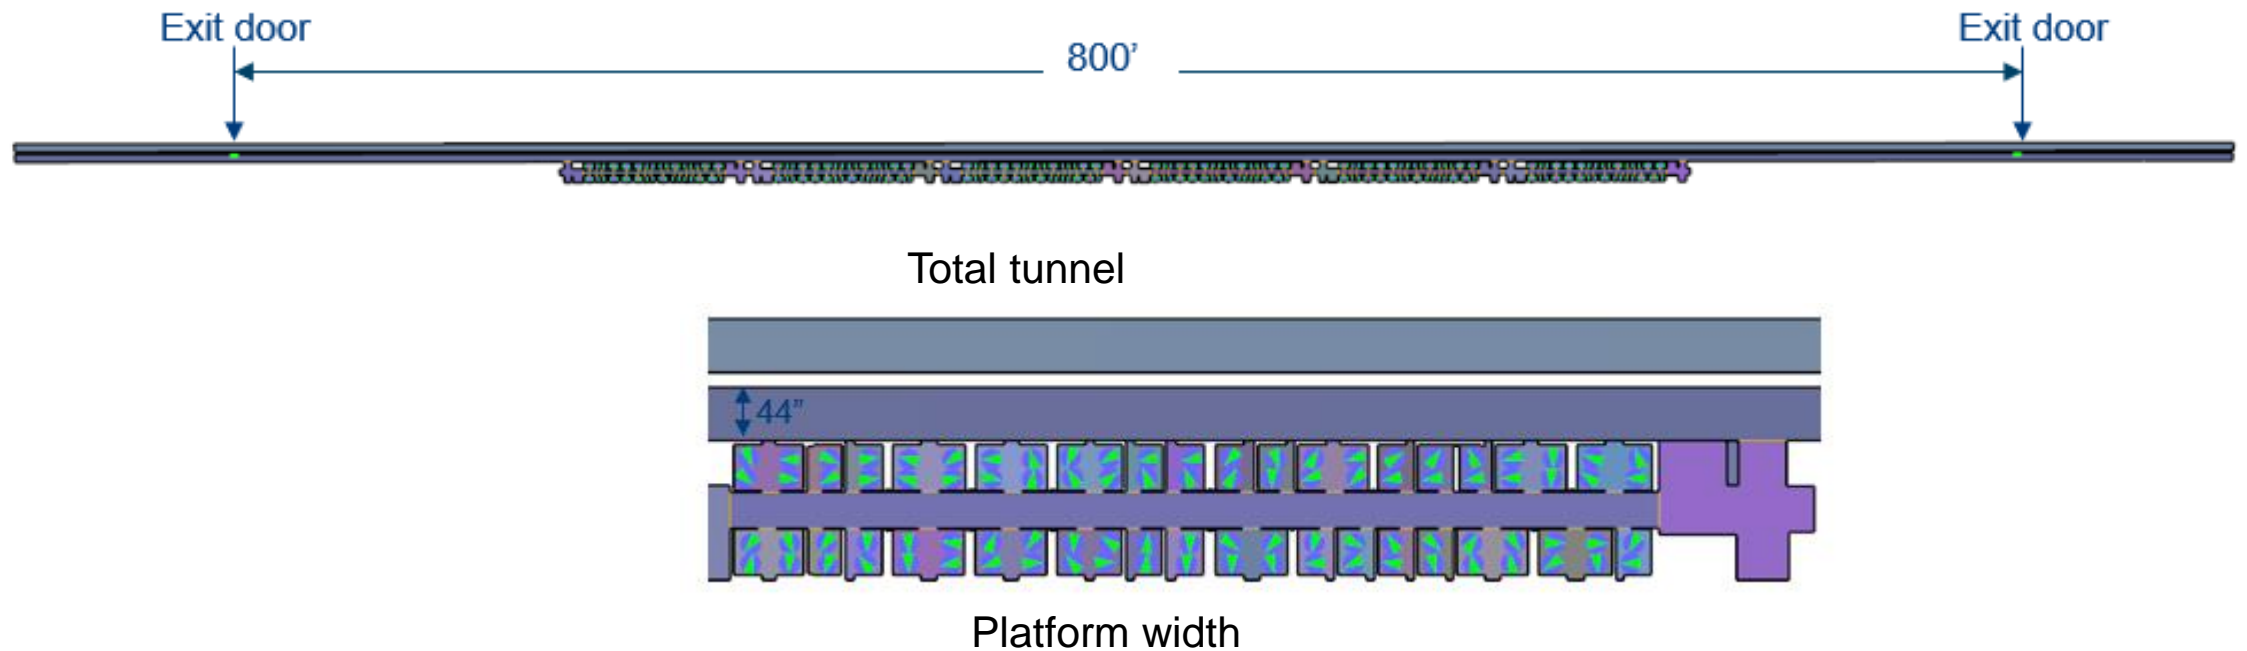 Exit door
Exit door
800’
Total tunnel
44”
Platform width